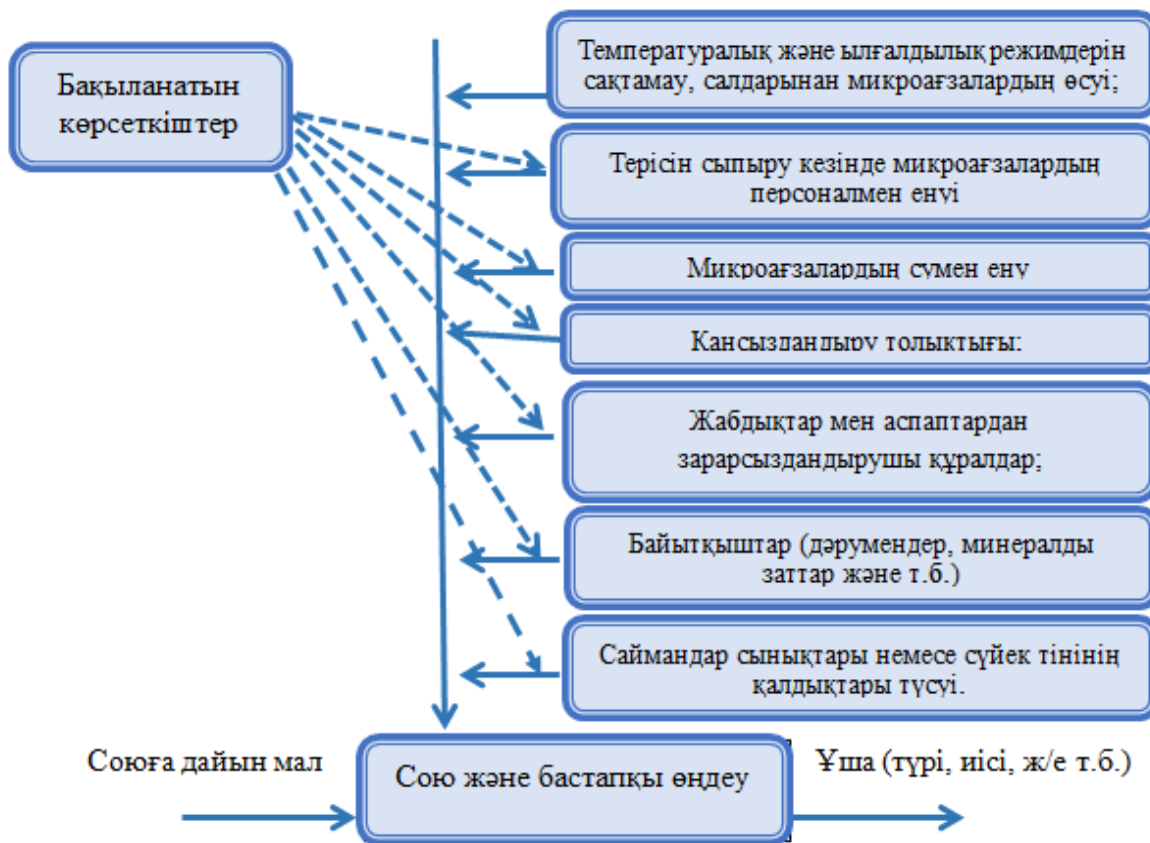 Бақыланатын
көрсеткіштер
Температуралық және ылғалдылық режимдерін
сақтамау, салдарынан микроағзалардың өсуі;
Терісін сыпыру кезінде микроағзалардың
персоналмен енуі
Микроағзалардың сумен ену
Қансыздандыру толықтығы;
Жабдықтар мен аспаптардан
зарарсыздандырушы құралдар;
Байытқыштар (дәрумендер, минералды
заттар және т.б.)
Саймандар сынықтары немесе сүйек тінінің
қалдықтары түсуі.
Союға дайын мал
Сою және бастапқы өңдеу
Ұша (түрі, иісі, ж/е т.б.)